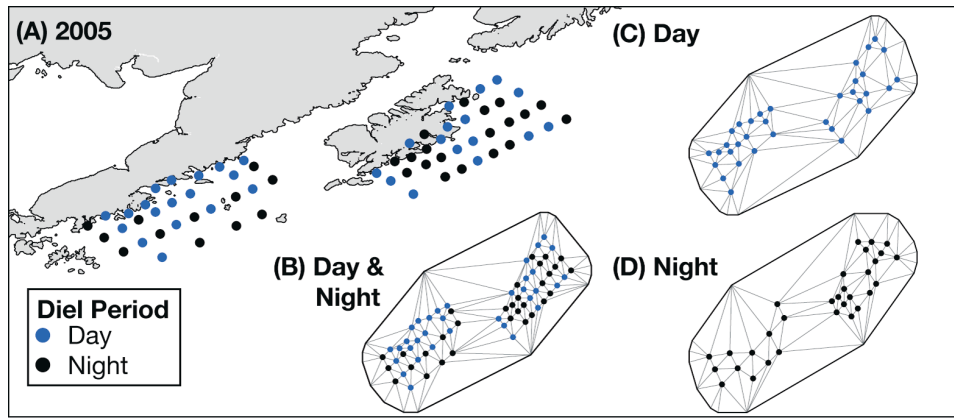 (A) 2005
(C) Day
(B) Day &
Night
(D) Night
Diel Period
Day
Night